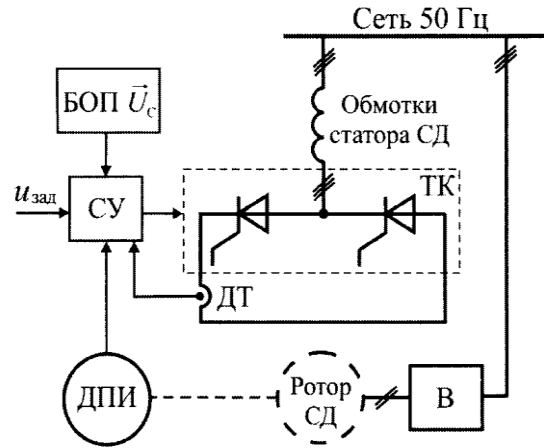 Сеть 50 Гц
БОП U⃗с
Обмотки
статора СД
ТК
uзад
СУ
ДТ
ДПИ
Ротор
СД
В